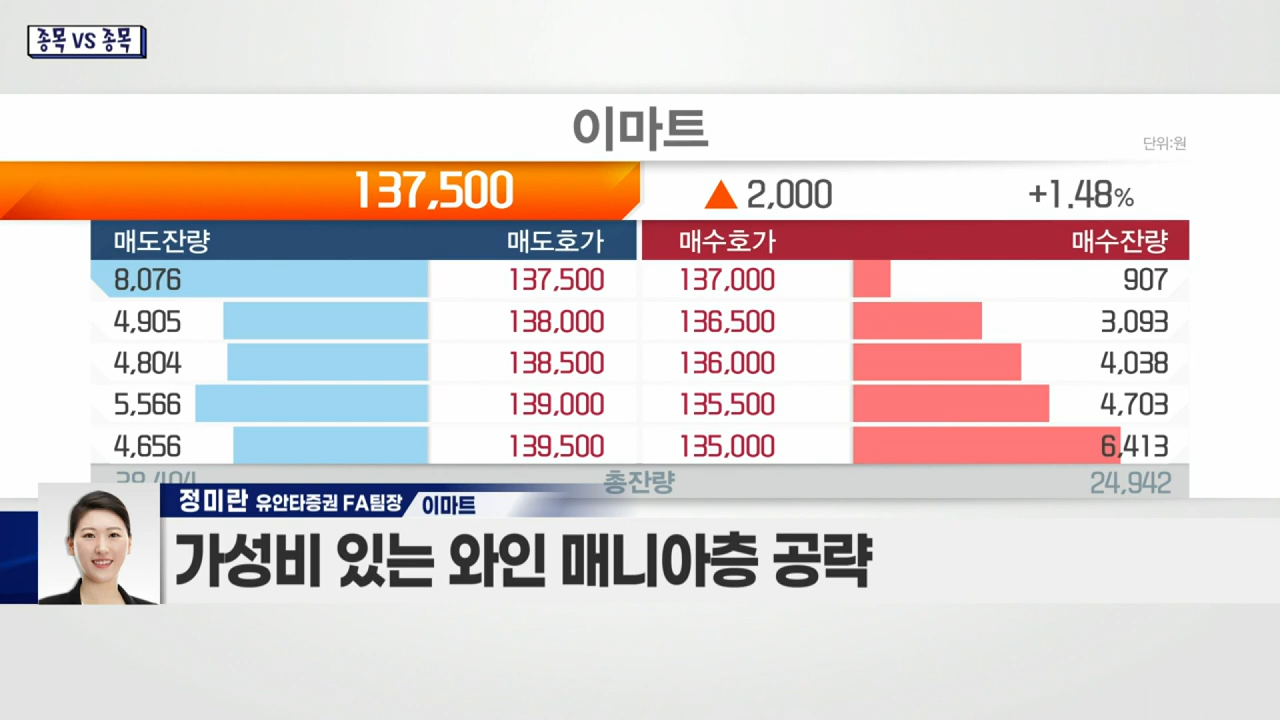 종목 VS 종목
이마트
단위:원
137,500 ▲ 2,000 +1.48%
매도잔량 매도호가 매수호가 매수잔량
8,076 137,500 137,000 907
4,905 138,000 136,500 3,093
4,804 138,500 136,000 4,038
5,566 139,000 135,500 4,703
4,656 139,500 135,000 6,413
총잔량 24,942
정미란 유안타증권 FA팀장 이마트
가성비 있는 와인 매니아층 공략